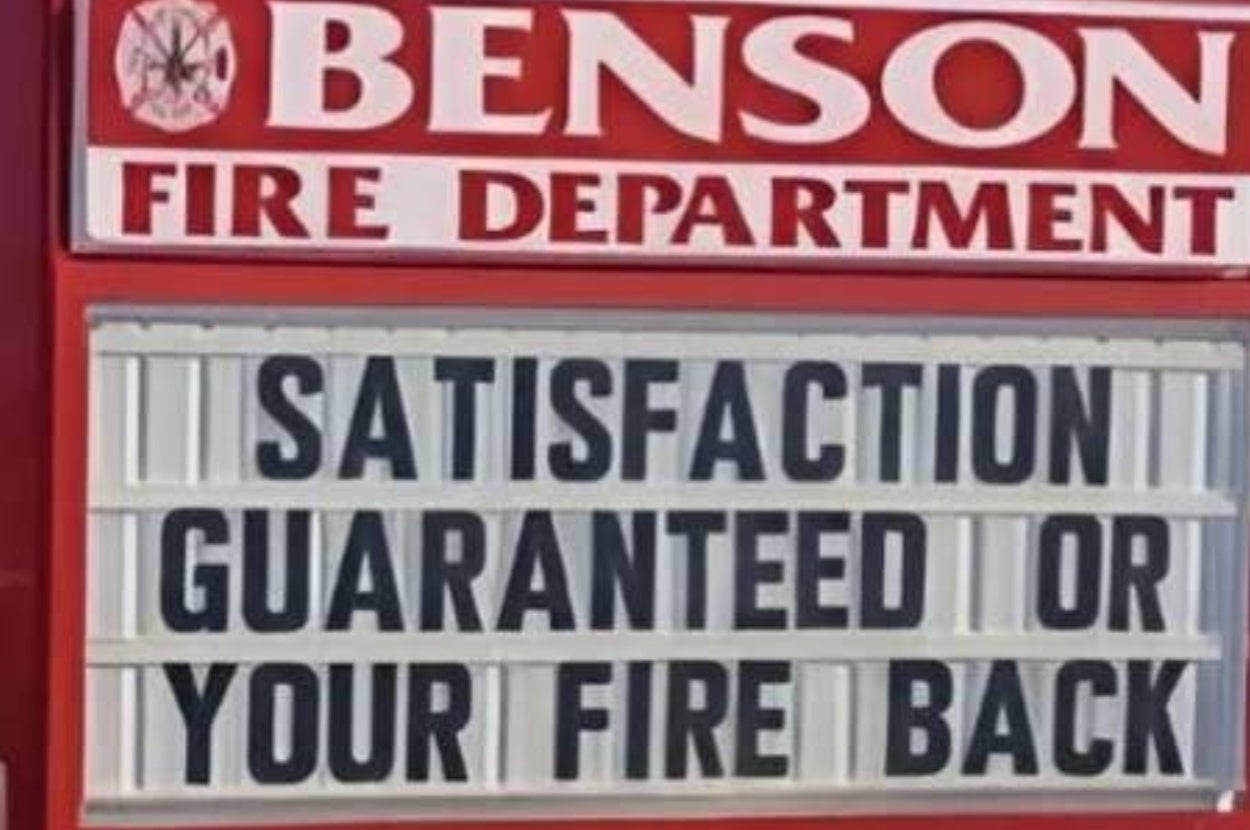 BENSON
FIRE DEPARTMENT
SATISFACTION
GUARANTEED OR
YOUR FIRE BACK